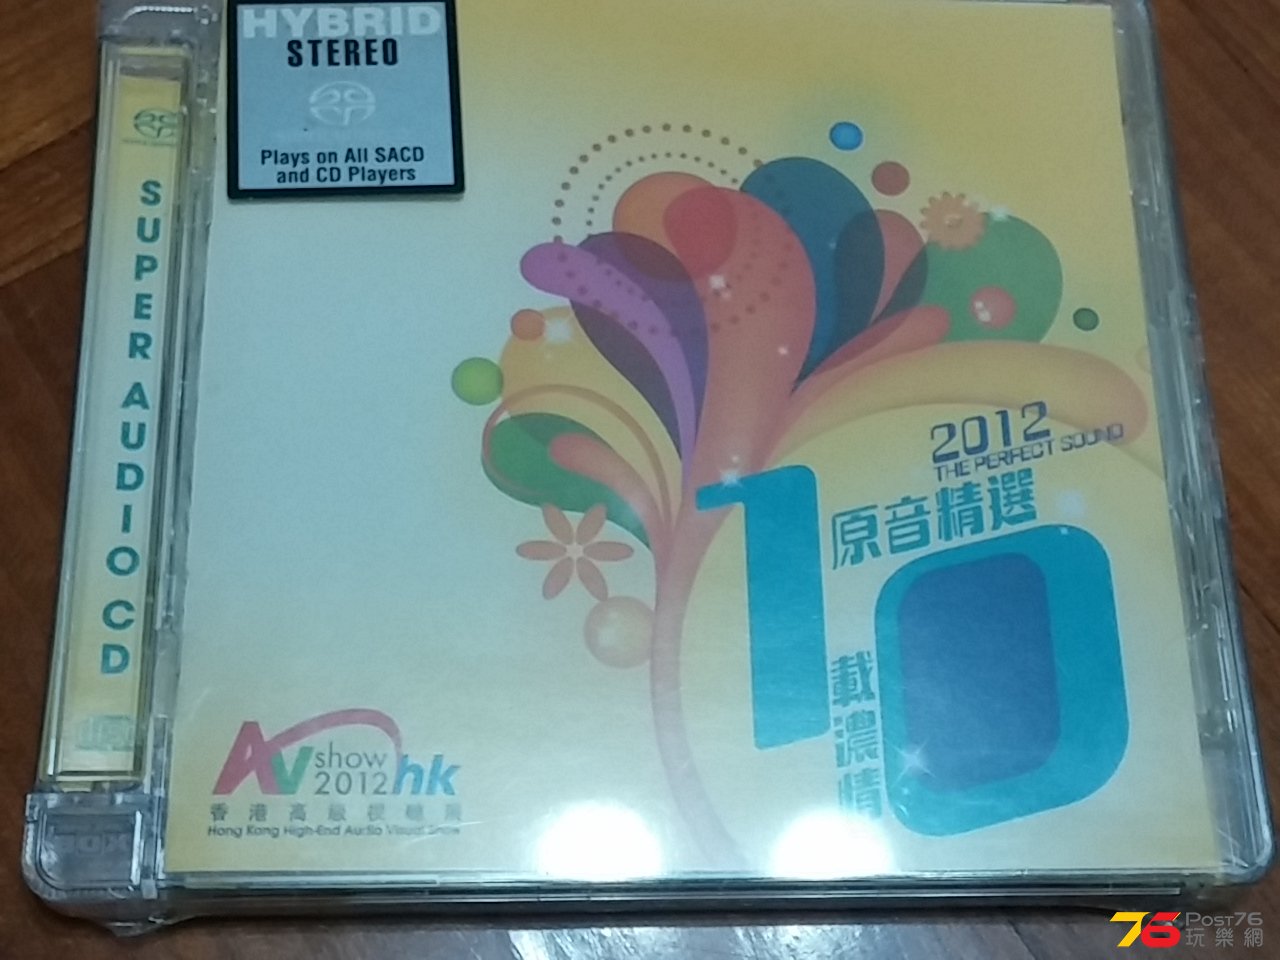 HYBRID
STEREO
Plays on All SACD
and CD Players
SUPER AUDIO CD
2012
THE PERFECT SOUND
原音精選
10
載濃情
AV show 2012 hk
香港高級視聽展
Hong Kong High-End Audio Visual Show
76 POST76
玩樂網